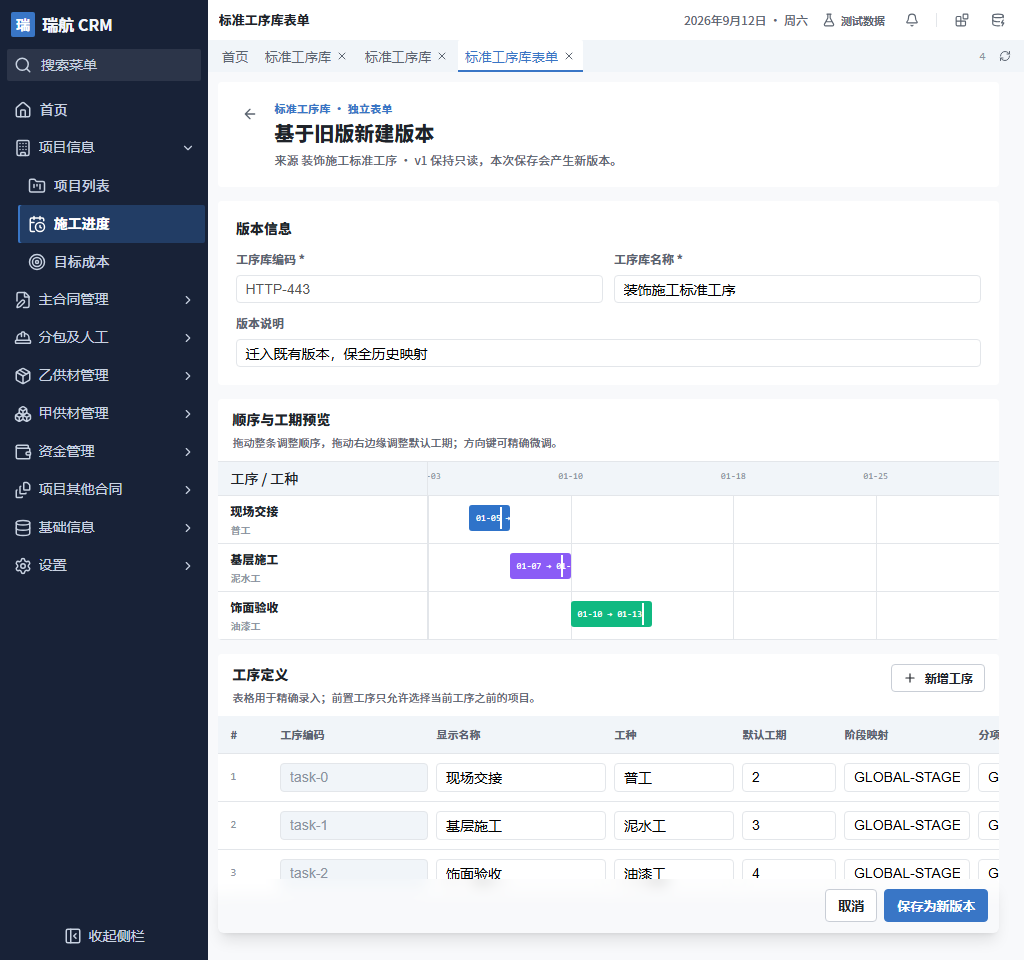 瑞 瑞航 CRM
搜索菜单
首页
项目信息
项目列表
施工进度
目标成本
主合同管理
分包及人工
乙供材管理
甲供材管理
资金管理
项目其他合同
基础信息
设置
收起侧栏
标准工序库表单
2026年9月12日 · 周六 测试数据
首页 标准工序库 × 标准工序库 × 标准工序库表单 × 4
标准工序库 · 独立表单
基于旧版新建版本
来源 装饰施工标准工序 · v1 保持只读，本次保存会产生新版本。
版本信息
工序库编码 * 工序库名称 *
HTTP-443 装饰施工标准工序
版本说明
迁入既有版本，保全历史映射
顺序与工期预览
拖动整条调整顺序，拖动右边缘调整默认工期；方向键可精确微调。
工序 / 工种 -03 01-10 01-18 01-25
现场交接
普工
01-05 →
基层施工
泥水工
01-07 → 01-
饰面验收
油漆工
01-10 → 01-13
工序定义
表格用于精确录入；前置工序只允许选择当前工序之前的项目。
+ 新增工序
# 工序编码 显示名称 工种 默认工期 阶段映射 分项
1 task-0 现场交接 普工 2 GLOBAL-STAGE G
2 task-1 基层施工 泥水工 3 GLOBAL-STAGE G
3 task-2 饰面验收 油漆工 4 GLOBAL-STAGE G
取消 保存为新版本